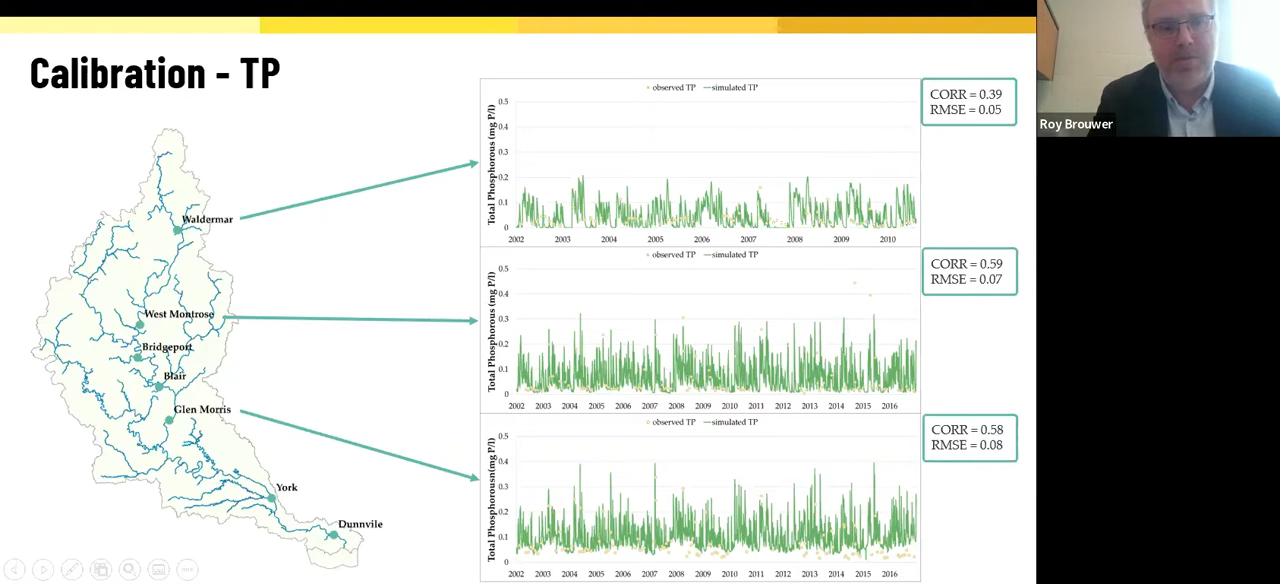 Calibration - TP
Waldermar
West Montrose
Bridgeport
Blair
Glen Morris
York
Dunnvile
observed TP simulated TP
Total Phosphorous (mg P/l)
0.5
0.4
0.3
0.2
0.1
0
2002 2003 2004 2005 2006 2007 2008 2009 2010
CORR = 0.39
RMSE = 0.05
observed TP simulated TP
Total Phosphorous (mg P/l)
0.5
0.4
0.3
0.2
0.1
0
2002 2003 2004 2005 2006 2007 2008 2009 2010 2011 2012 2013 2014 2015 2016
CORR = 0.59
RMSE = 0.07
observed TP simulated TP
Total Phosphorousn(mg P/l)
0.5
0.4
0.3
0.2
0.1
0
2002 2003 2004 2005 2006 2007 2008 2009 2010 2011 2012 2013 2014 2015 2016
CORR = 0.58
RMSE = 0.08
Roy Brouwer